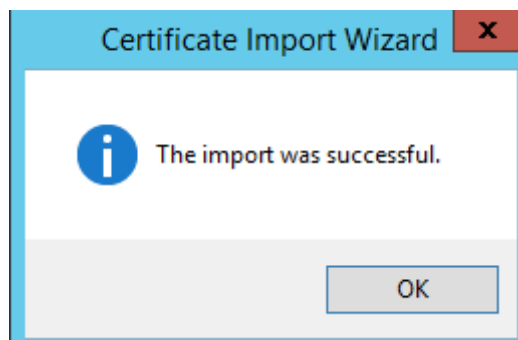 Certificate Import Wizard
x
The import was successful.
OK